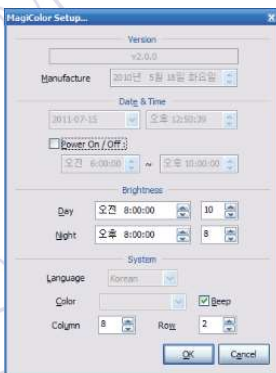 MagiColor Setup...
Version
v2.0.0
Manufacture 2010년 5월 18일 화요일
Date & Time
2011-07-15 오후 12:50:39
Power On / Off :
오전 6:00:00 ~ 오후 10:00:00
Brightness
Day 오전 8:00:00 10
Night 오후 8:00:00 8
System
Language Korean
Color Beep
Column 8 Row 2
OK Cancel